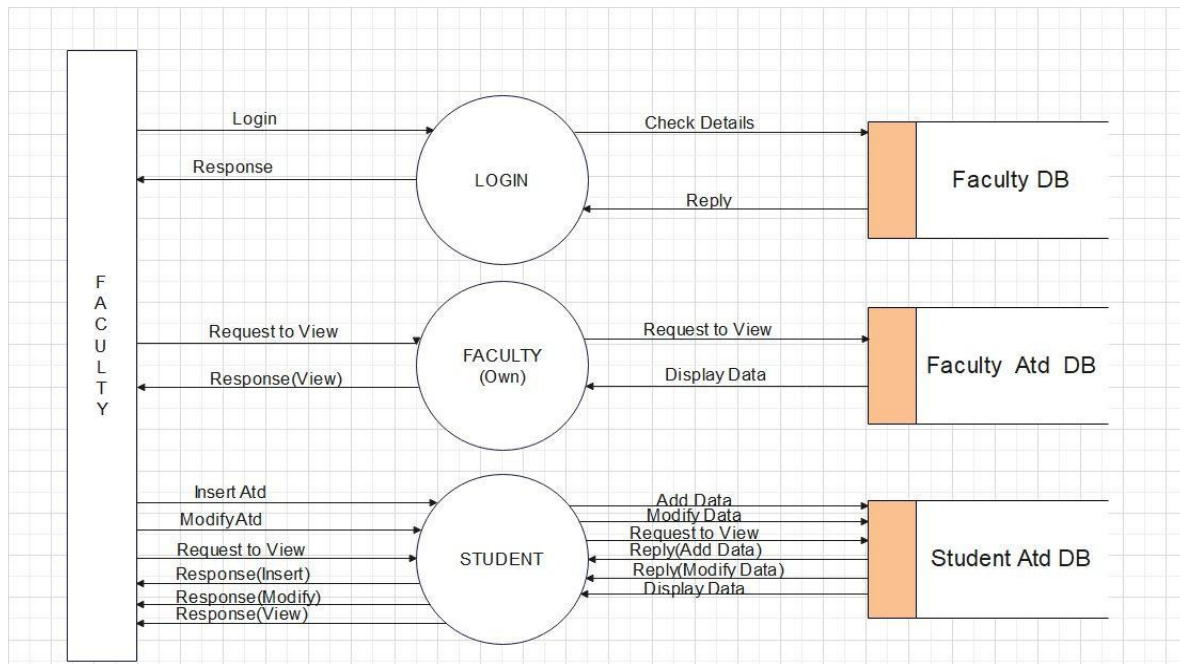 F
A
C
U
L
T
Y
Login
Response
LOGIN
Check Details
Reply
Faculty DB
Request to View
Response(View)
FACULTY
(Own)
Request to View
Display Data
Faculty Atd DB
Insert Atd
Modify Atd
Request to View
Response(Insert)
Response(Modify)
Response(View)
STUDENT
Add Data
Modify Data
Request to View
Reply(Add Data)
Reply(Modify Data)
Display Data
Student Atd DB